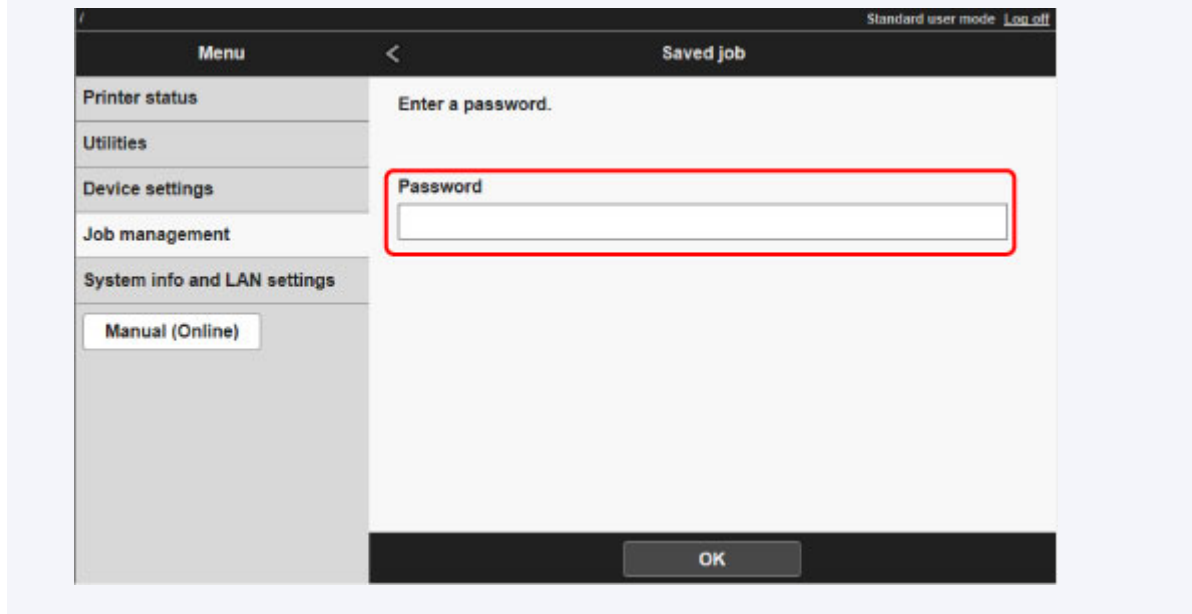 /
Standard user mode Log off
Menu
<
Saved job
Printer status
Utilities
Device settings
Job management
System info and LAN settings
Manual (Online)
Enter a password.
Password
OK